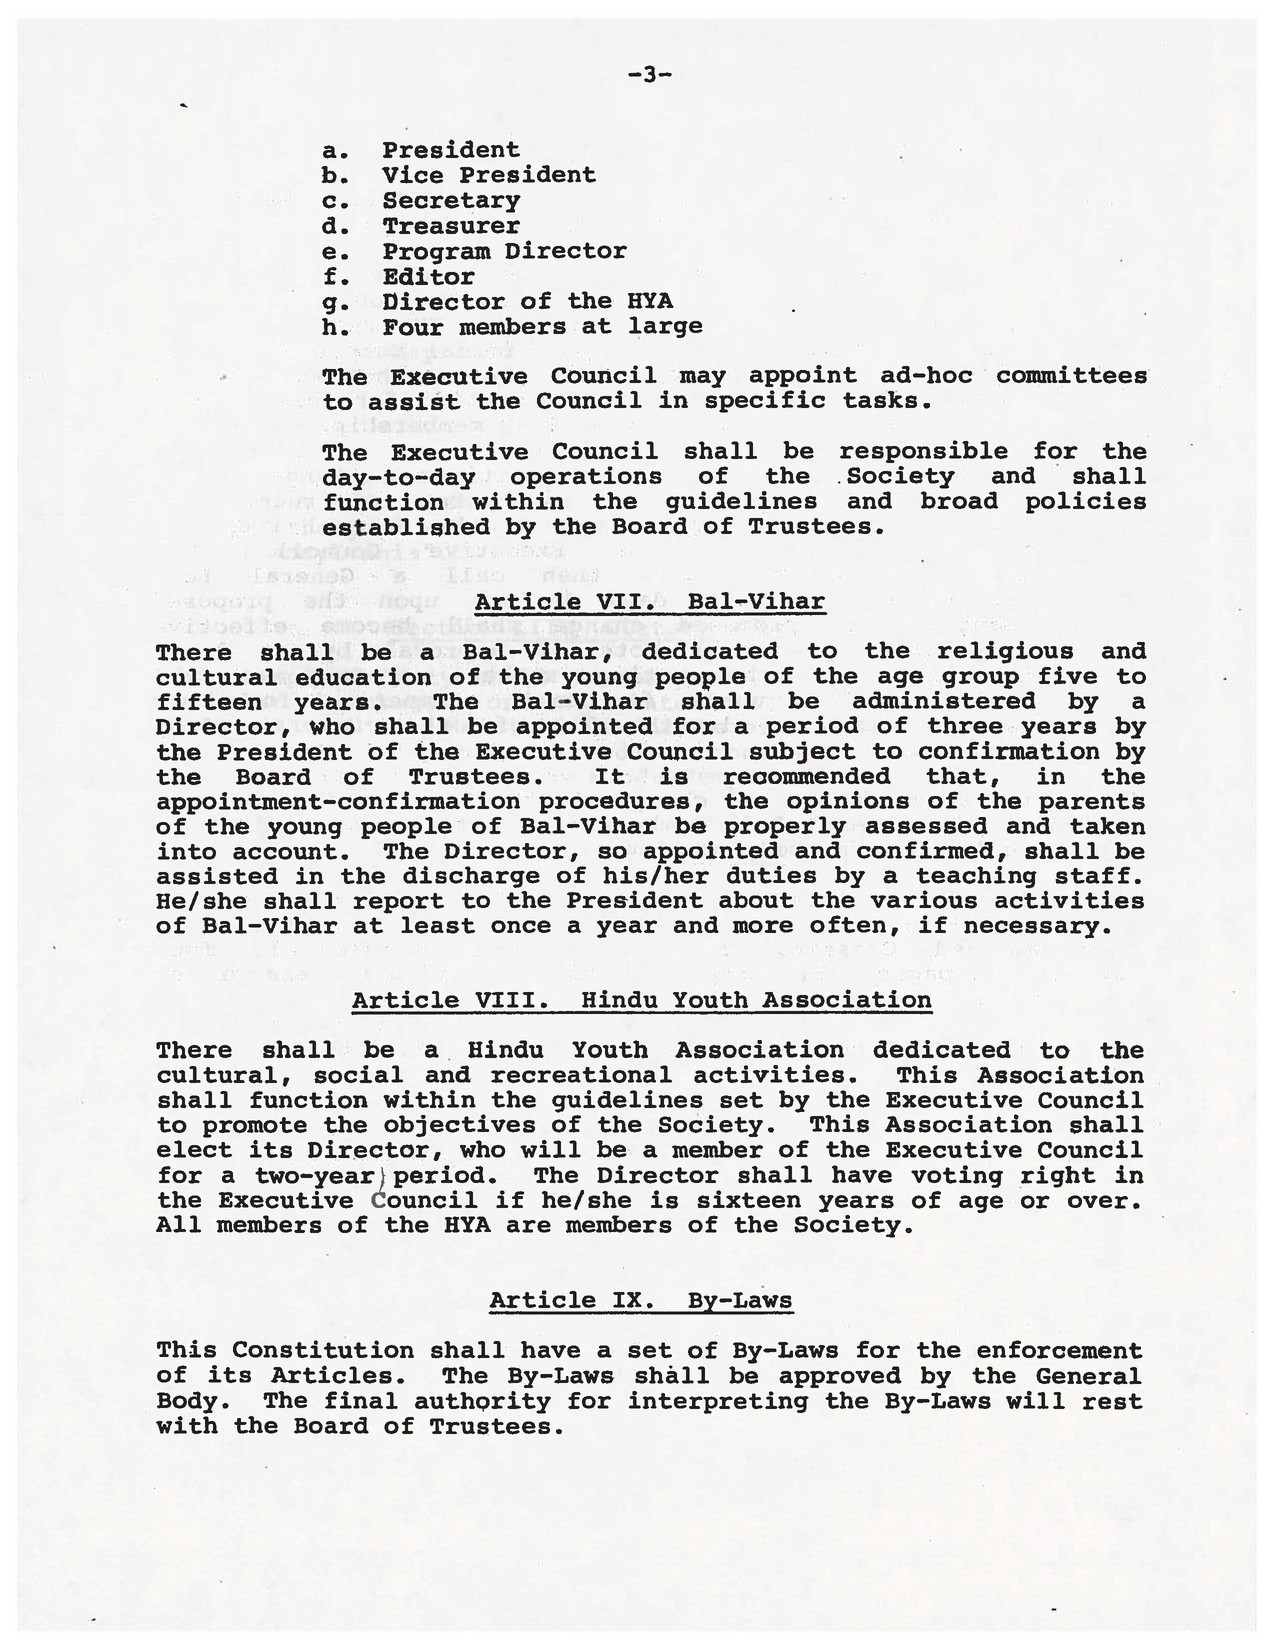 -3-
a. President
b. Vice President
c. Secretary
d. Treasurer
e. Program Director
f. Editor
g. Director of the HYA
h. Four members at large
The Executive Council may appoint ad-hoc committees
to assist the Council in specific tasks.
The Executive Council shall be responsible for the
day-to-day operations of the Society and shall
function within the guidelines and broad policies
established by the Board of Trustees.
Article VII. Bal-Vihar
There shall be a Bal-Vihar, dedicated to the religious and
cultural education of the young people of the age group five to
fifteen years. The Bal-Vihar shall be administered by a
Director, who shall be appointed for a period of three years by
the President of the Executive Council subject to confirmation by
the Board of Trustees. It is recommended that, in the
appointment-confirmation procedures, the opinions of the parents
of the young people of Bal-Vihar be properly assessed and taken
into account. The Director, so appointed and confirmed, shall be
assisted in the discharge of his/her duties by a teaching staff.
He/she shall report to the President about the various activities
of Bal-Vihar at least once a year and more often, if necessary.
Article VIII. Hindu Youth Association
There shall be a Hindu Youth Association dedicated to the
cultural, social and recreational activities. This Association
shall function within the guidelines set by the Executive Council
to promote the objectives of the Society. This Association shall
elect its Director, who will be a member of the Executive Council
for a two-year period. The Director shall have voting right in
the Executive Council if he/she is sixteen years of age or over.
All members of the HYA are members of the Society.
Article IX. By-Laws
This Constitution shall have a set of By-Laws for the enforcement
of its Articles. The By-Laws shall be approved by the General
Body. The final authority for interpreting the By-Laws will rest
with the Board of Trustees.